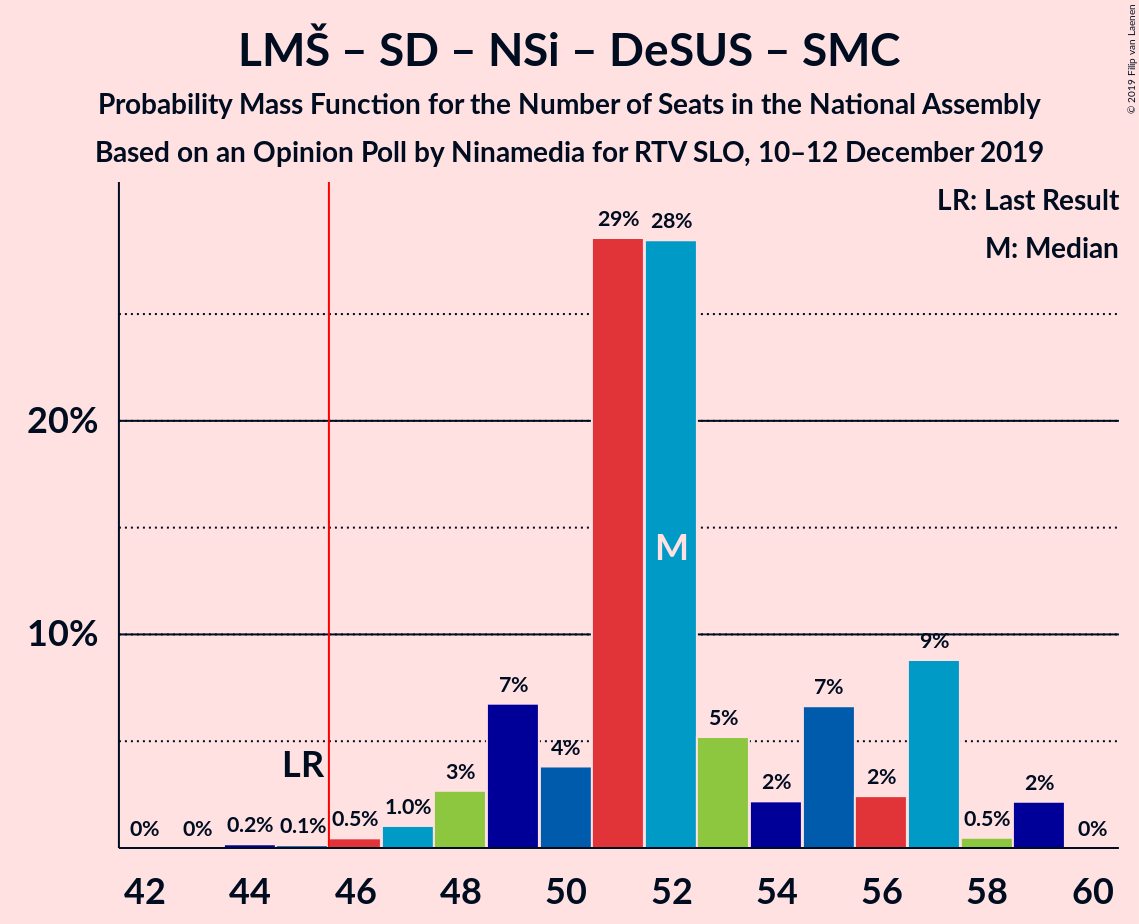 LMŠ – SD – NSi – DeSUS – SMC
Probability Mass Function for the Number of Seats in the National Assembly
Based on an Opinion Poll by Ninamedia for RTV SLO, 10–12 December 2019
© 2019 Filip van Laenen
LR: Last Result
M: Median
20%
10%
LR
M
0%
0%
0.2%
0.1%
0.5%
1.0%
3%
7%
4%
29%
28%
5%
2%
7%
2%
9%
0.5%
2%
0%
42 44 46 48 50 52 54 56 58 60